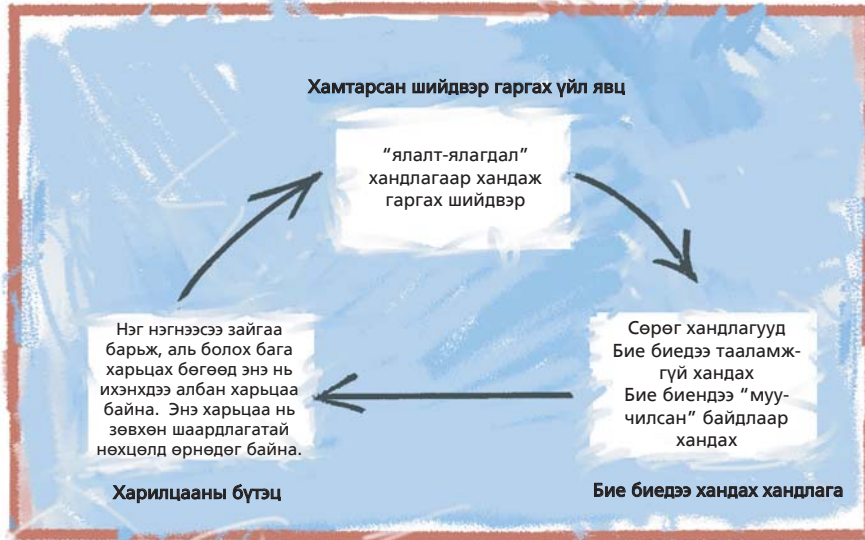 Хамтарсан шийдвэр гаргах үйл явц
“ялалт-ялагдал”
хандлагаар хандаж
гаргах шийдвэр
Нэг нэгнээсээ зайгаа
барьж, аль болох бага
харьцах бөгөөд энэ нь
ихэнхдээ албан харьцаа
байна. Энэ харьцаа нь
зөвхөн шаардлагатай
нөхцөлд өрнөдөг байна.
Харилцааны бүтэц
Сөрөг хандлагууд
Бие биедээ тааламж-
гүй хандах
Бие биендээ “муу-
чилсан” байдлаар
хандах
Бие биедээ хандах хандлага